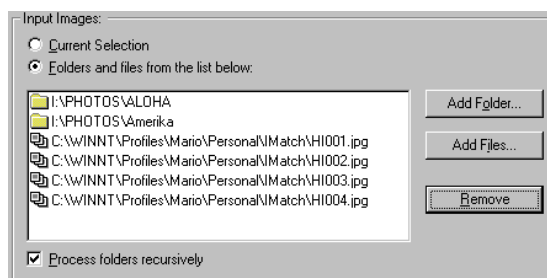 Input Images:
Current Selection
Folders and files from the list below:
I:\PHOTOS\ALOHA
I:\PHOTOS\Amerika
C:\WINNT\Profiles\Mario\Personal\IMatch\HI001.jpg
C:\WINNT\Profiles\Mario\Personal\IMatch\HI002.jpg
C:\WINNT\Profiles\Mario\Personal\IMatch\HI003.jpg
C:\WINNT\Profiles\Mario\Personal\IMatch\HI004.jpg
Add Folder...
Add Files...
Remove
Process folders recursively